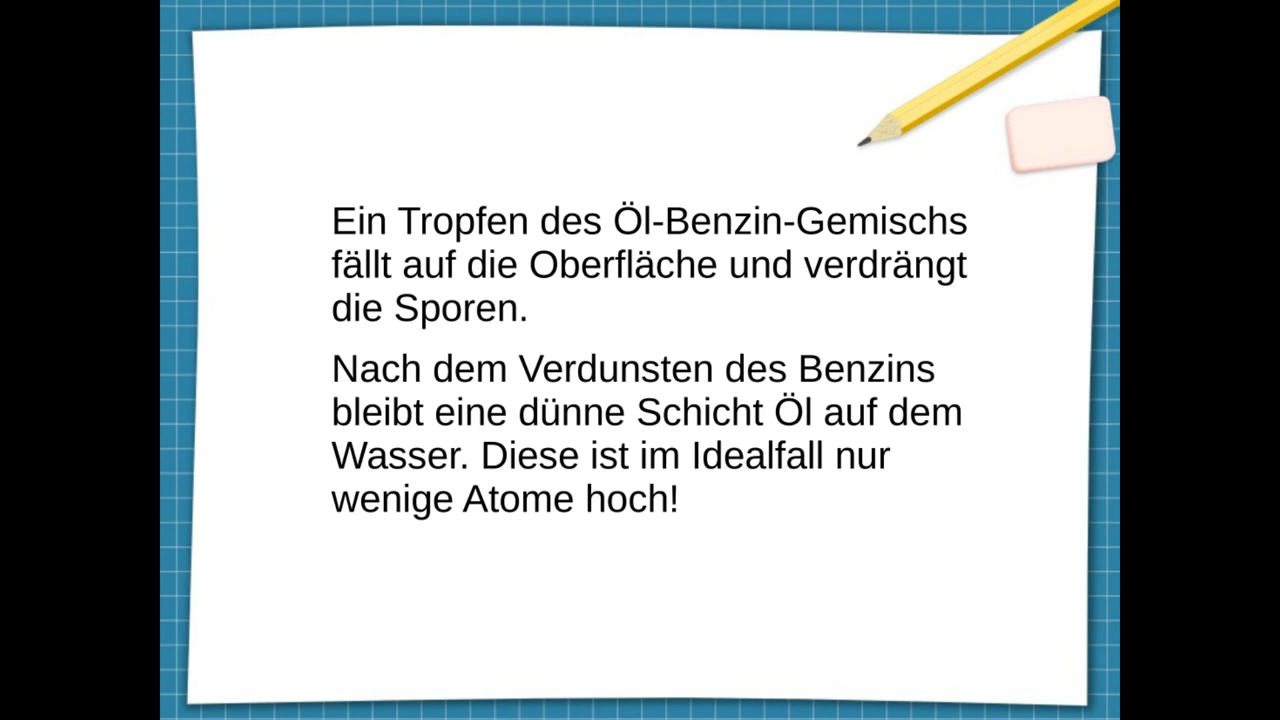 Ein Tropfen des Öl-Benzin-Gemischs
fällt auf die Oberfläche und verdrängt
die Sporen.
Nach dem Verdunsten des Benzins
bleibt eine dünne Schicht Öl auf dem
Wasser. Diese ist im Idealfall nur
wenige Atome hoch!